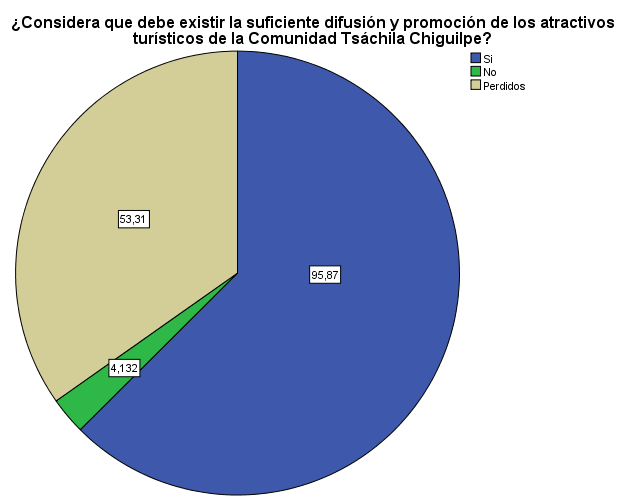 ¿Considera que debe existir la suficiente difusión y promoción de los atractivos
turísticos de la Comunidad Tsáchila Chiguilpe?
Si
No
Perdidos
53,31
95,87
4,132